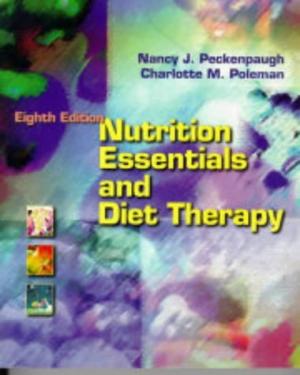 Nancy J. Peckenpaugh
Charlotte M. Poleman
Eighth Edition
Nutrition
Essentials
and
Diet Therapy